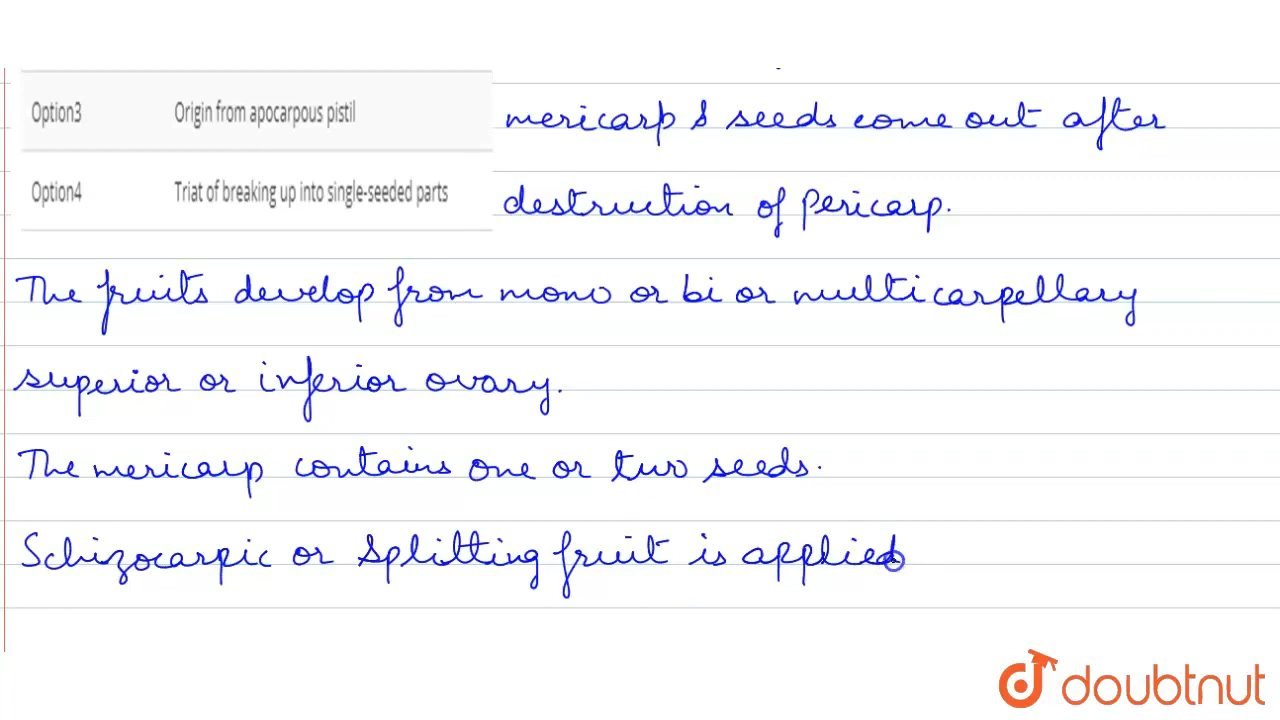 Option3 Origin from apocarpous pistil
mericarp & seeds come out after
Option4 Triat of breaking up into single-seeded parts
destruction of pericarp.
The fruits develop from mono or bi or multicarpellary
superior or inferior ovary.
The mericarp contains one or two seeds.
Schizocarpic or splitting fruit is applied
doubtnut